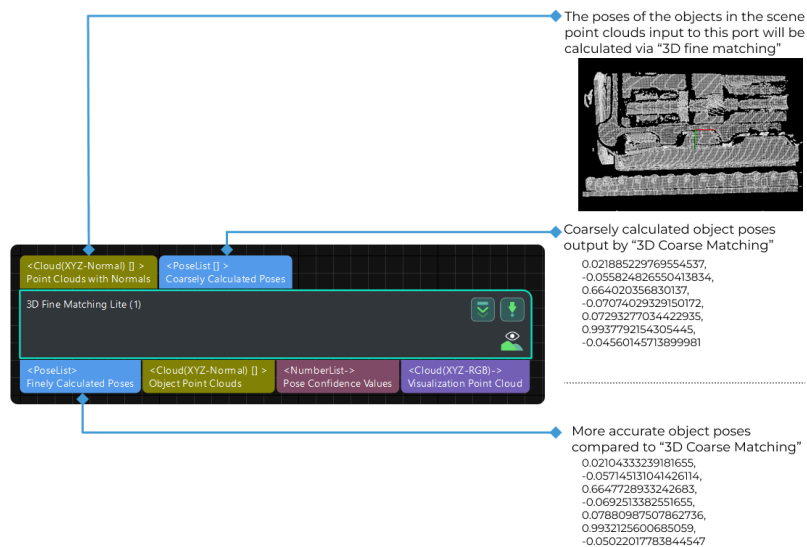 The poses of the objects in the scene
point clouds input to this port will be
calculated via “3D fine matching”
Coarsely calculated object poses
output by “3D Coarse Matching”
0.021885229769554537,
-0.055824826550413834,
0.664020356830137,
-0.07074029329150172,
0.07293277034422935,
0.9937792154305445,
-0.04560145713899981
<Cloud(XYZ-Normal) [] >
Point Clouds with Normals
<PoseList [] >
Coarsely Calculated Poses
3D Fine Matching Lite (1)
<PoseList>
Finely Calculated Poses
<Cloud(XYZ-Normal) [] >
Object Point Clouds
<NumberList->
Pose Confidence Values
<Cloud(XYZ-RGB)->
Visualization Point Cloud
More accurate object poses
compared to “3D Coarse Matching”
0.02104333239181655,
-0.057145131041426114,
0.6647728933242683,
-0.0692513382551655,
0.07880987507862736,
0.9932125600685059,
-0.05022017783844547